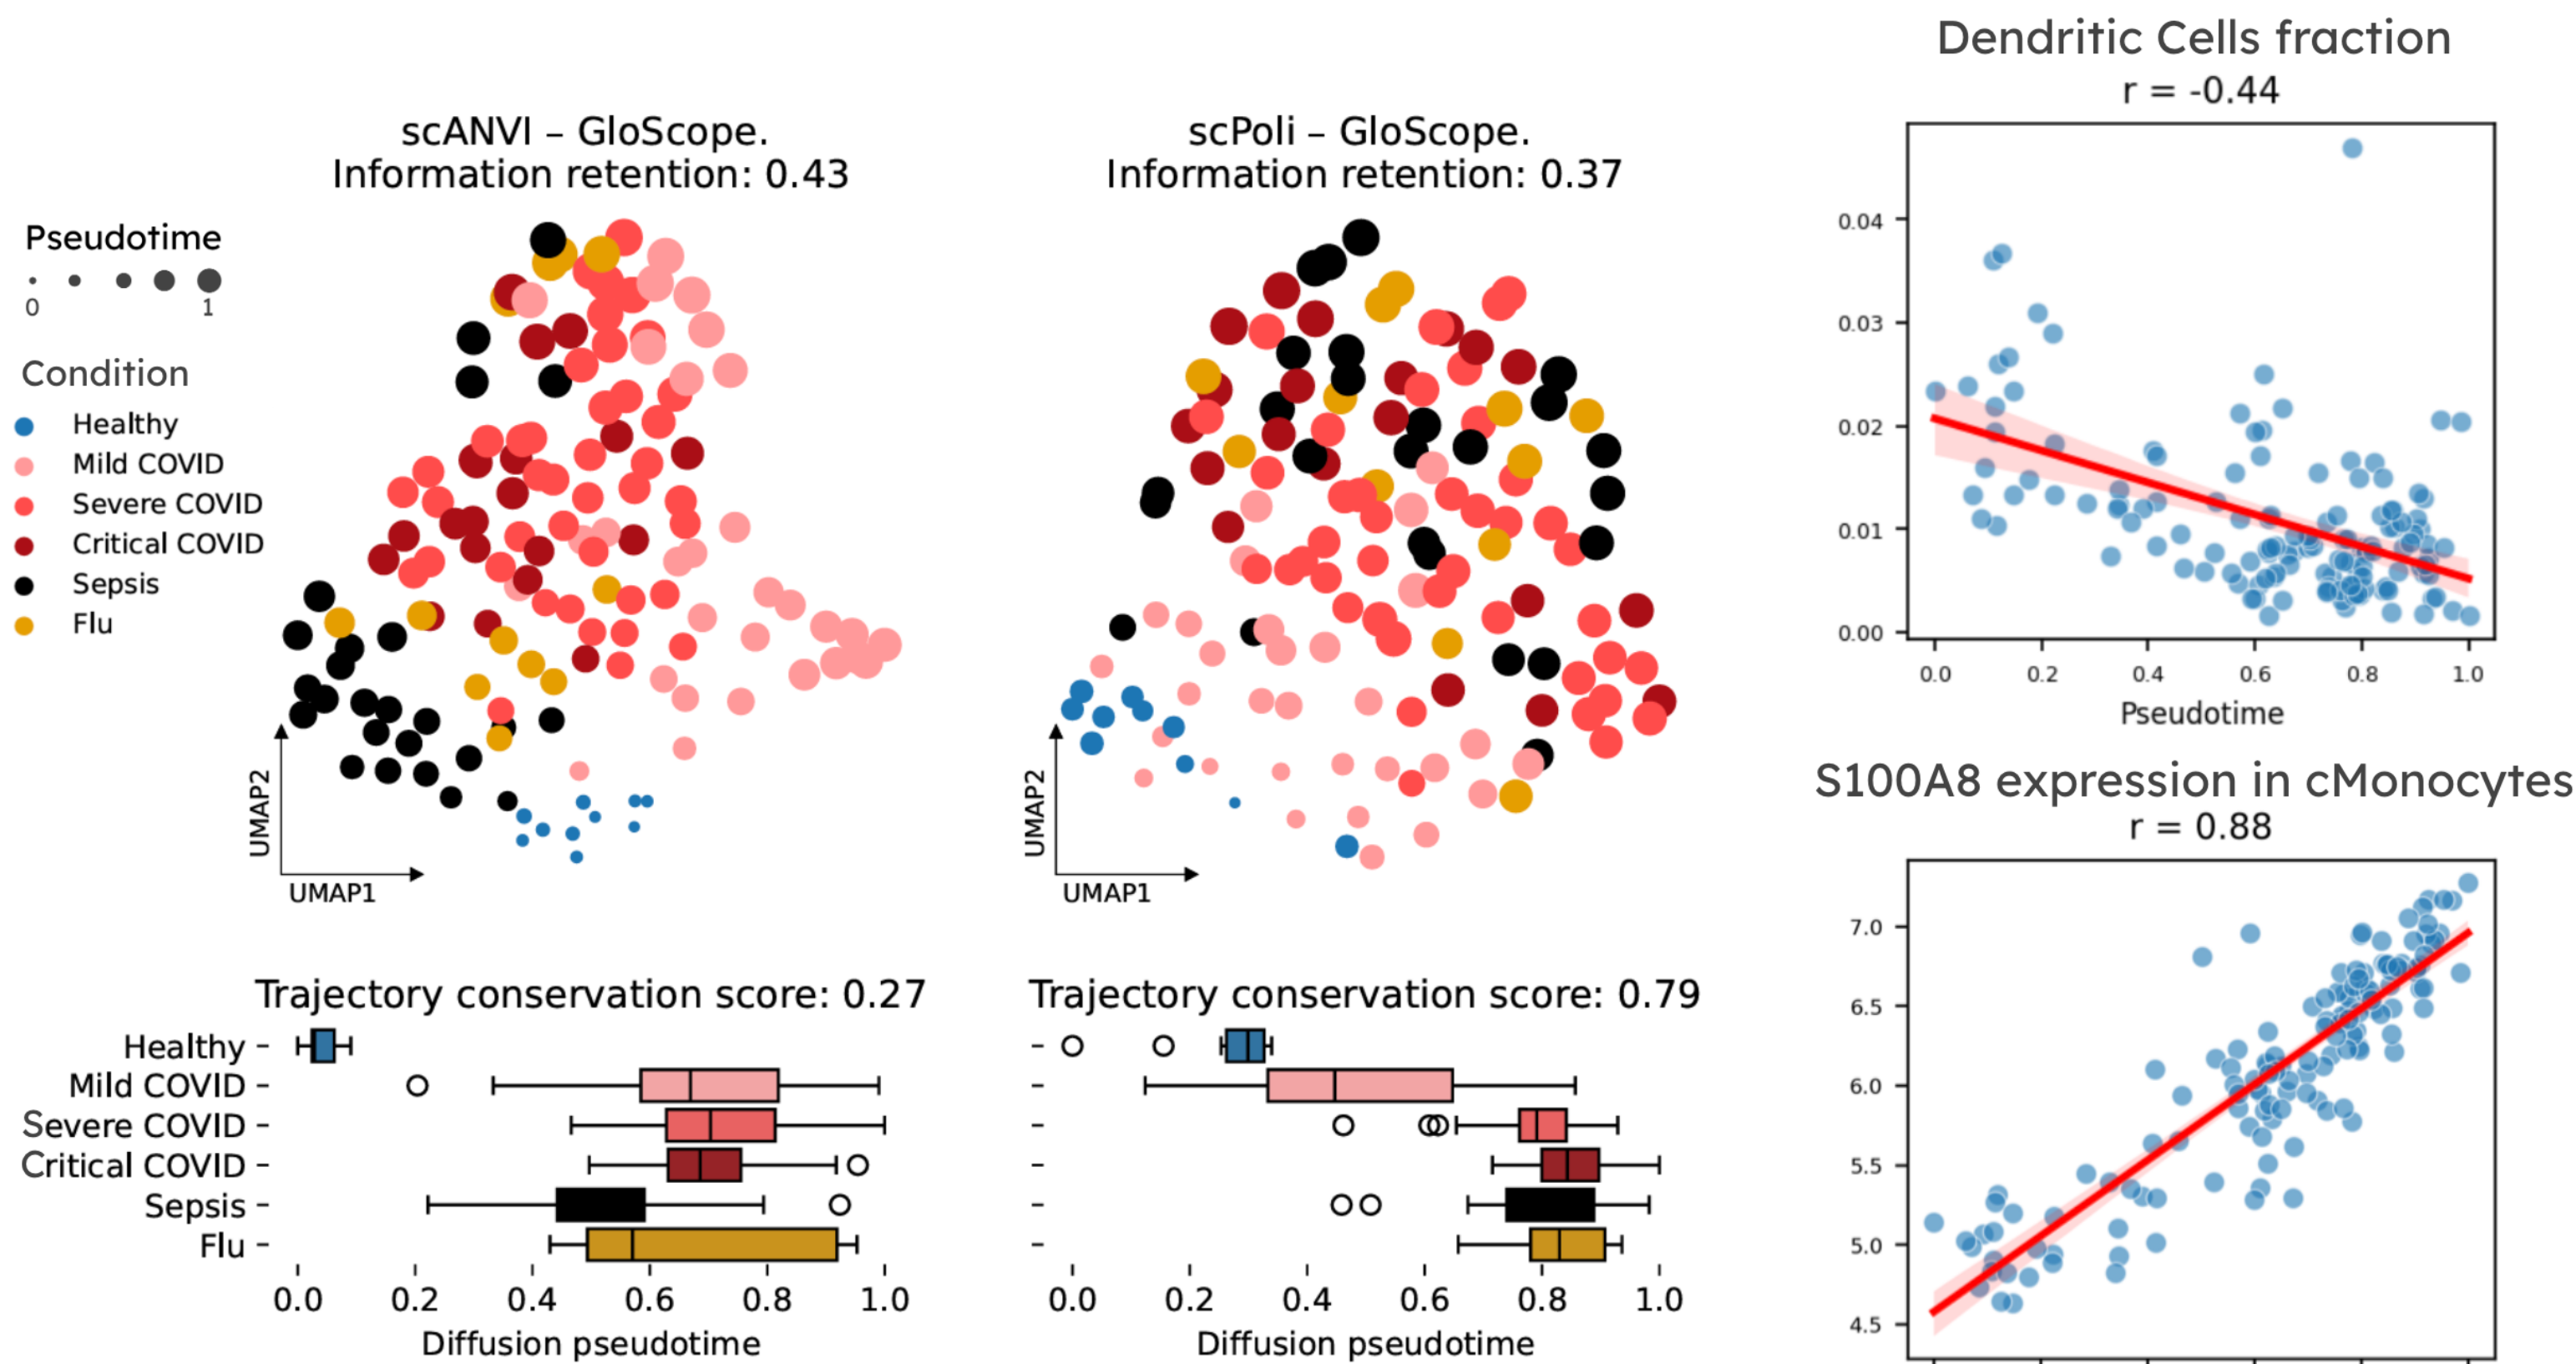 scANVI – GloScope.
Information retention: 0.43
Pseudotime
0 1
Condition
Healthy
Mild COVID
Severe COVID
Critical COVID
Sepsis
Flu
UMAP2
UMAP1
scPoli – GloScope.
Information retention: 0.37
UMAP2
UMAP1
Trajectory conservation score: 0.27
Healthy
Mild COVID
Severe COVID
Critical COVID
Sepsis
Flu
0.0 0.2 0.4 0.6 0.8 1.0
Diffusion pseudotime
Trajectory conservation score: 0.79
0.0 0.2 0.4 0.6 0.8 1.0
Diffusion pseudotime
Dendritic Cells fraction
r = -0.44
0.04
0.03
0.02
0.01
0.00
0.0 0.2 0.4 0.6 0.8 1.0
Pseudotime
S100A8 expression in cMonocytes
r = 0.88
7.0
6.5
6.0
5.5
5.0
4.5